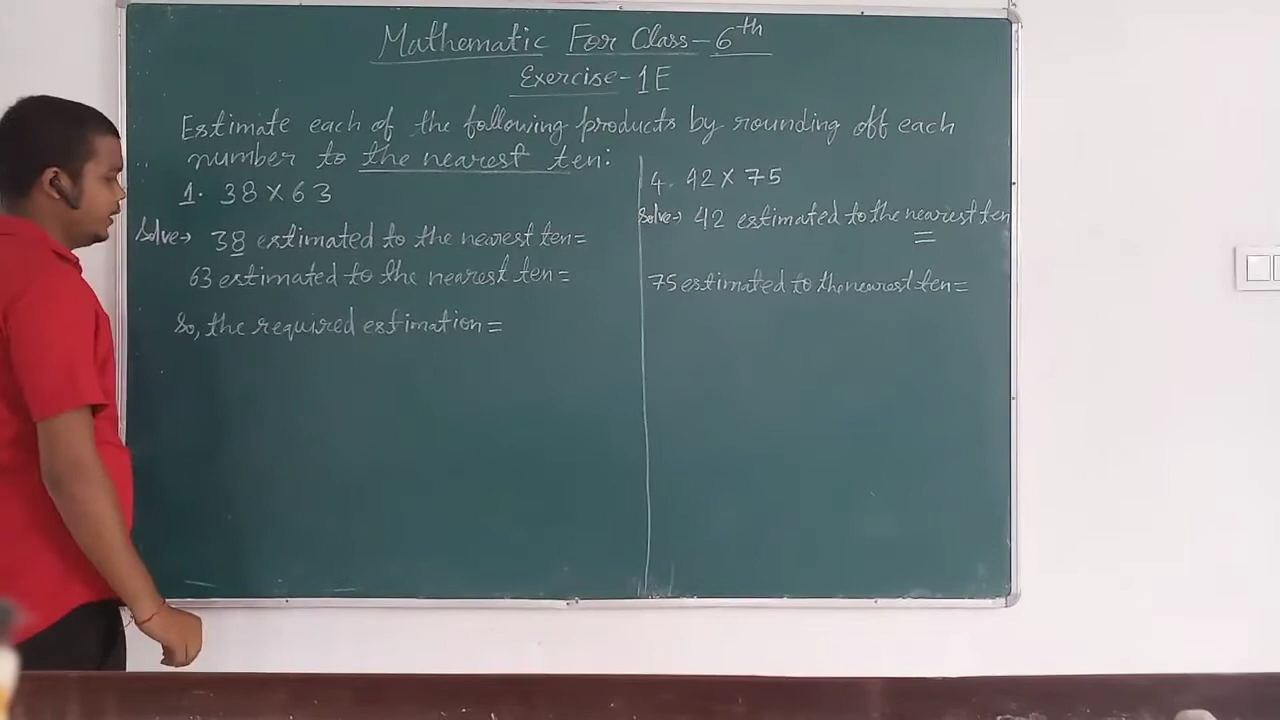 Mathematic For Class-6th
Exercise-1E
Estimate each of the following products by rounding off each
number to the nearest ten:
1. 38 X 63
Solve→ 38 estimated to the nearest ten=
63 estimated to the nearest ten=
So, the required estimation=
4. 42 X 75
Solve→ 42 estimated to the nearest ten
=
75 estimated to the nearest ten=